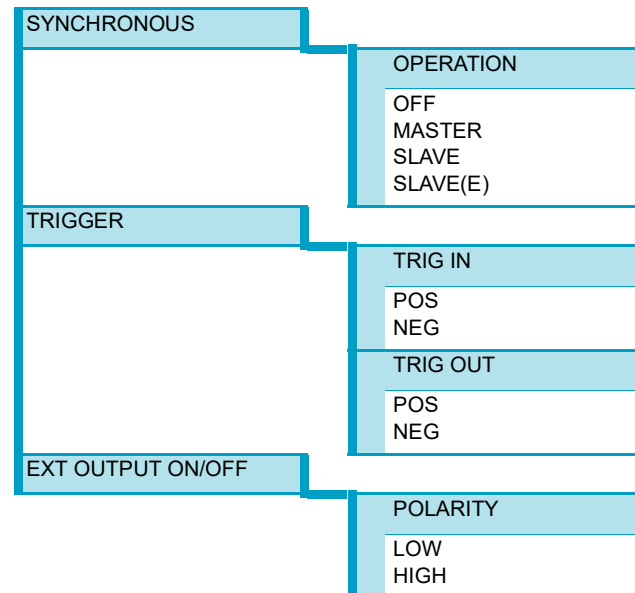 SYNCHRONOUS
OPERATION
OFF
MASTER
SLAVE
SLAVE(E)
TRIGGER
TRIG IN
POS
NEG
TRIG OUT
POS
NEG
EXT OUTPUT ON/OFF
POLARITY
LOW
HIGH